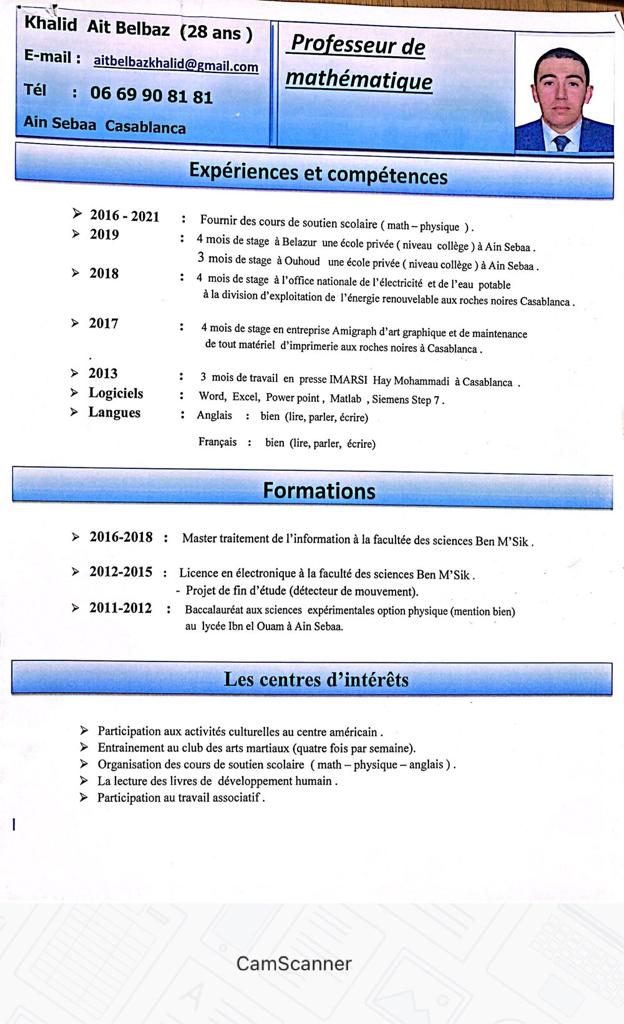 Khalid Ait Belbaz (28 ans )
E-mail : aitbelbazkhalid@gmail.com
Tél : 06 69 90 81 81
Ain Sebaa Casablanca
Professeur de
mathématique
Expériences et compétences
➢ 2016 - 2021 : Fournir des cours de soutien scolaire ( math – physique ).
➢ 2019 : 4 mois de stage à Belazur une école privée ( niveau collège ) à Ain Sebaa .
3 mois de stage à Ouhoud une école privée ( niveau collège ) à Ain Sebaa .
➢ 2018 : 4 mois de stage à l'office nationale de l'électricité et de l'eau potable
à la division d'exploitation de l'énergie renouvelable aux roches noires Casablanca .
➢ 2017 : 4 mois de stage en entreprise Amigraph d'art graphique et de maintenance
de tout matériel d'imprimerie aux roches noires à Casablanca .
➢ 2013 : 3 mois de travail en presse IMARSI Hay Mohammadi à Casablanca .
➢ Logiciels : Word, Excel, Power point , Matlab , Siemens Step 7 .
➢ Langues : Anglais : bien (lire, parler, écrire)
Français : bien (lire, parler, écrire)
Formations
➢ 2016-2018 : Master traitement de l'information à la facultée des sciences Ben M'Sik .
➢ 2012-2015 : Licence en électronique à la faculté des sciences Ben M'Sik .
- Projet de fin d'étude (détecteur de mouvement).
➢ 2011-2012 : Baccalauréat aux sciences expérimentales option physique (mention bien)
au lycée Ibn el Ouam à Ain Sebaa.
Les centres d'intérêts
➢ Participation aux activités culturelles au centre américain .
➢ Entrainement au club des arts martiaux (quatre fois par semaine).
➢ Organisation des cours de soutien scolaire ( math – physique – anglais ) .
➢ La lecture des livres de développement humain .
➢ Participation au travail associatif .
CamScanner